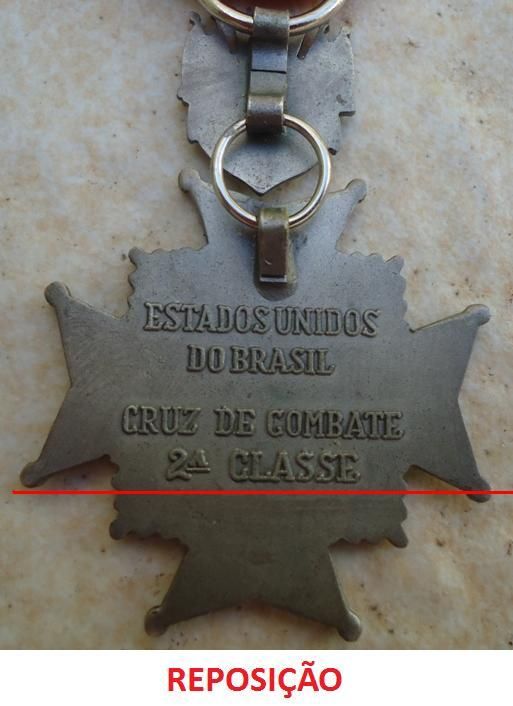 ESTADOS UNIDOS
DO BRASIL
CRUZ DE COMBATE
2A CLASSE
REPOSIÇÃO